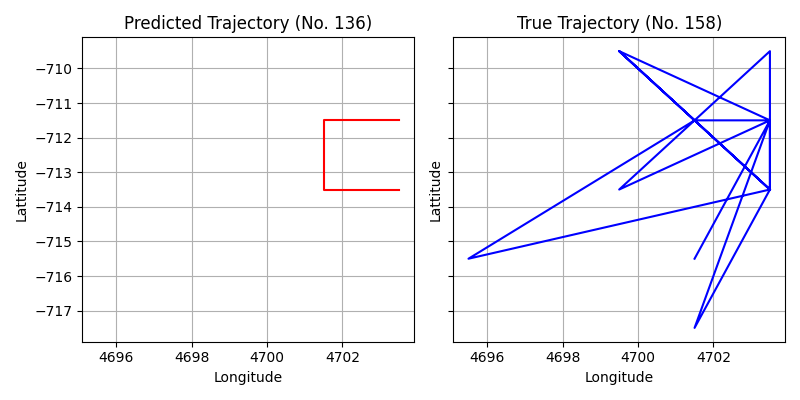 Predicted Trajectory (No. 136)
True Trajectory (No. 158)
Lattitude
−710
−711
−712
−713
−714
−715
−716
−717
4696
4698
4700
4702
Longitude
Lattitude
4696
4698
4700
4702
Longitude